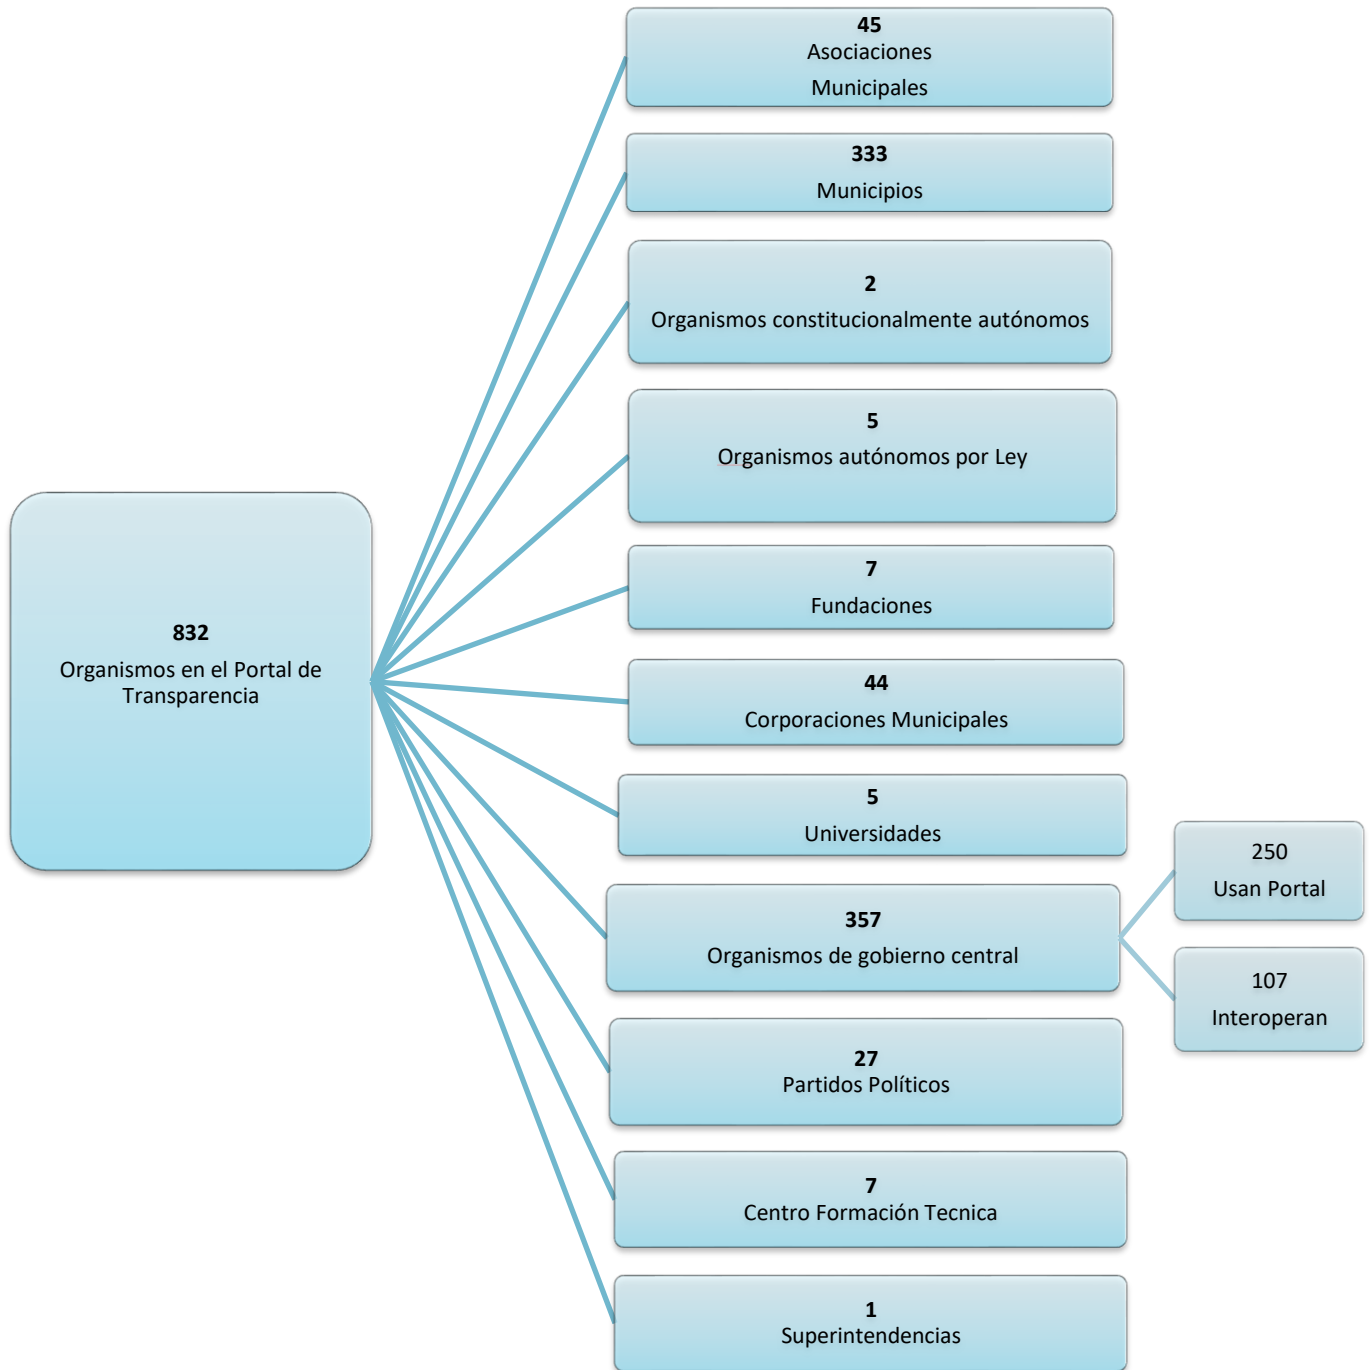 832
Organismos en el Portal de
Transparencia
45
Asociaciones
Municipales
333
Municipios
2
Organismos constitucionalmente autónomos
5
Organismos autónomos por Ley
7
Fundaciones
44
Corporaciones Municipales
5
Universidades
357
Organismos de gobierno central
250
Usan Portal
107
Interoperan
27
Partidos Políticos
7
Centro Formación Tecnica
1
Superintendencias